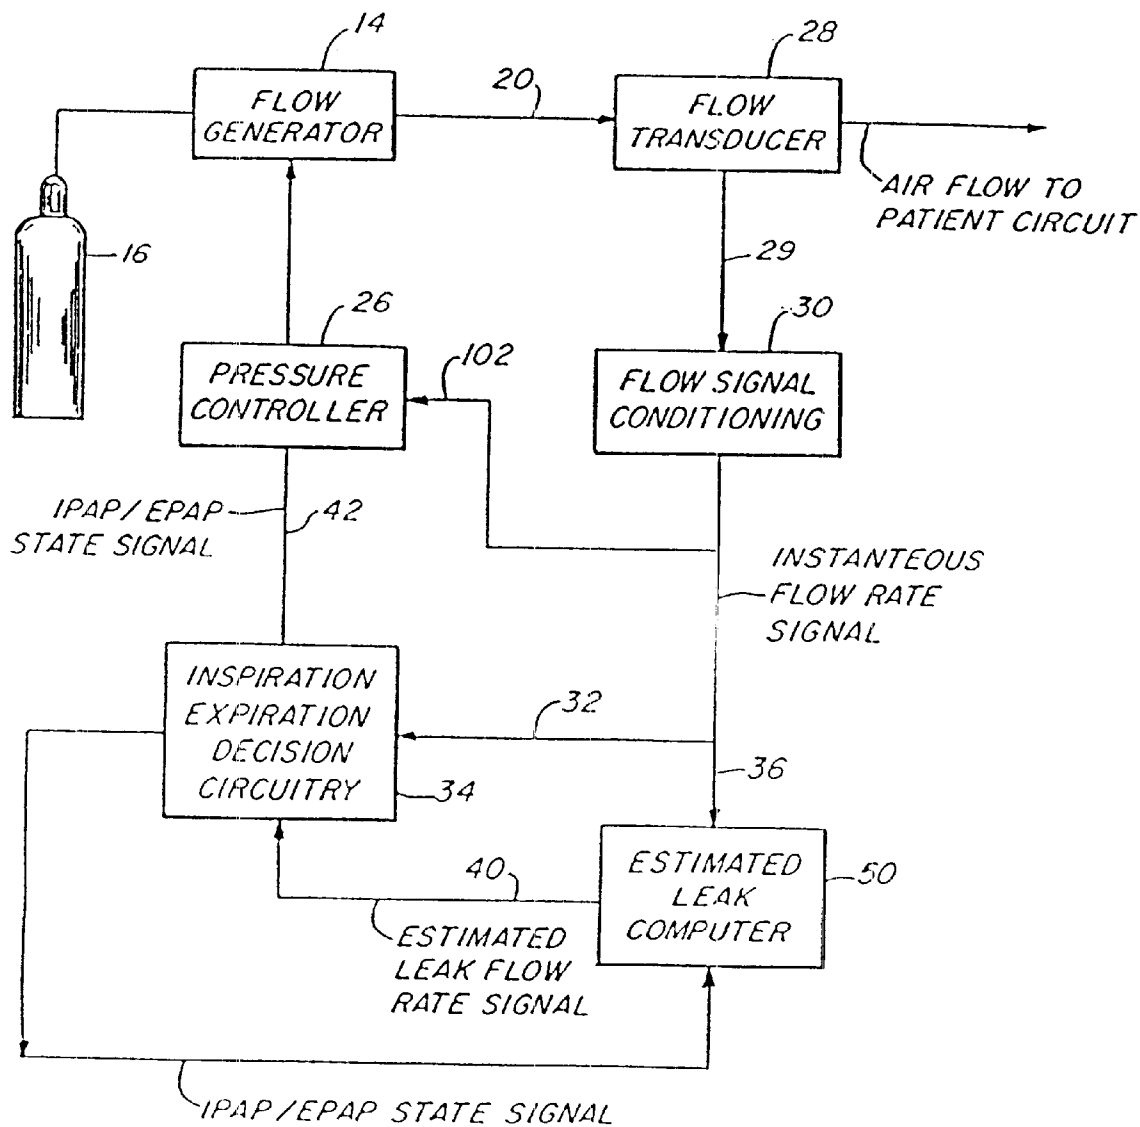 14
28
FLOW
GENERATOR
20
FLOW
TRANSDUCER
AIR FLOW TO
PATIENT CIRCUIT
16
29
26
30
PRESSURE
CONTROLLER
102
FLOW SIGNAL
CONDITIONING
IPAP/EPAP
STATE SIGNAL
42
INSTANTEOUS
FLOW RATE
SIGNAL
INSPIRATION
EXPIRATION
DECISION
CIRCUITRY
32
34
36
ESTIMATED
LEAK
COMPUTER
50
40
ESTIMATED
LEAK FLOW
RATE SIGNAL
IPAP/EPAP STATE SIGNAL